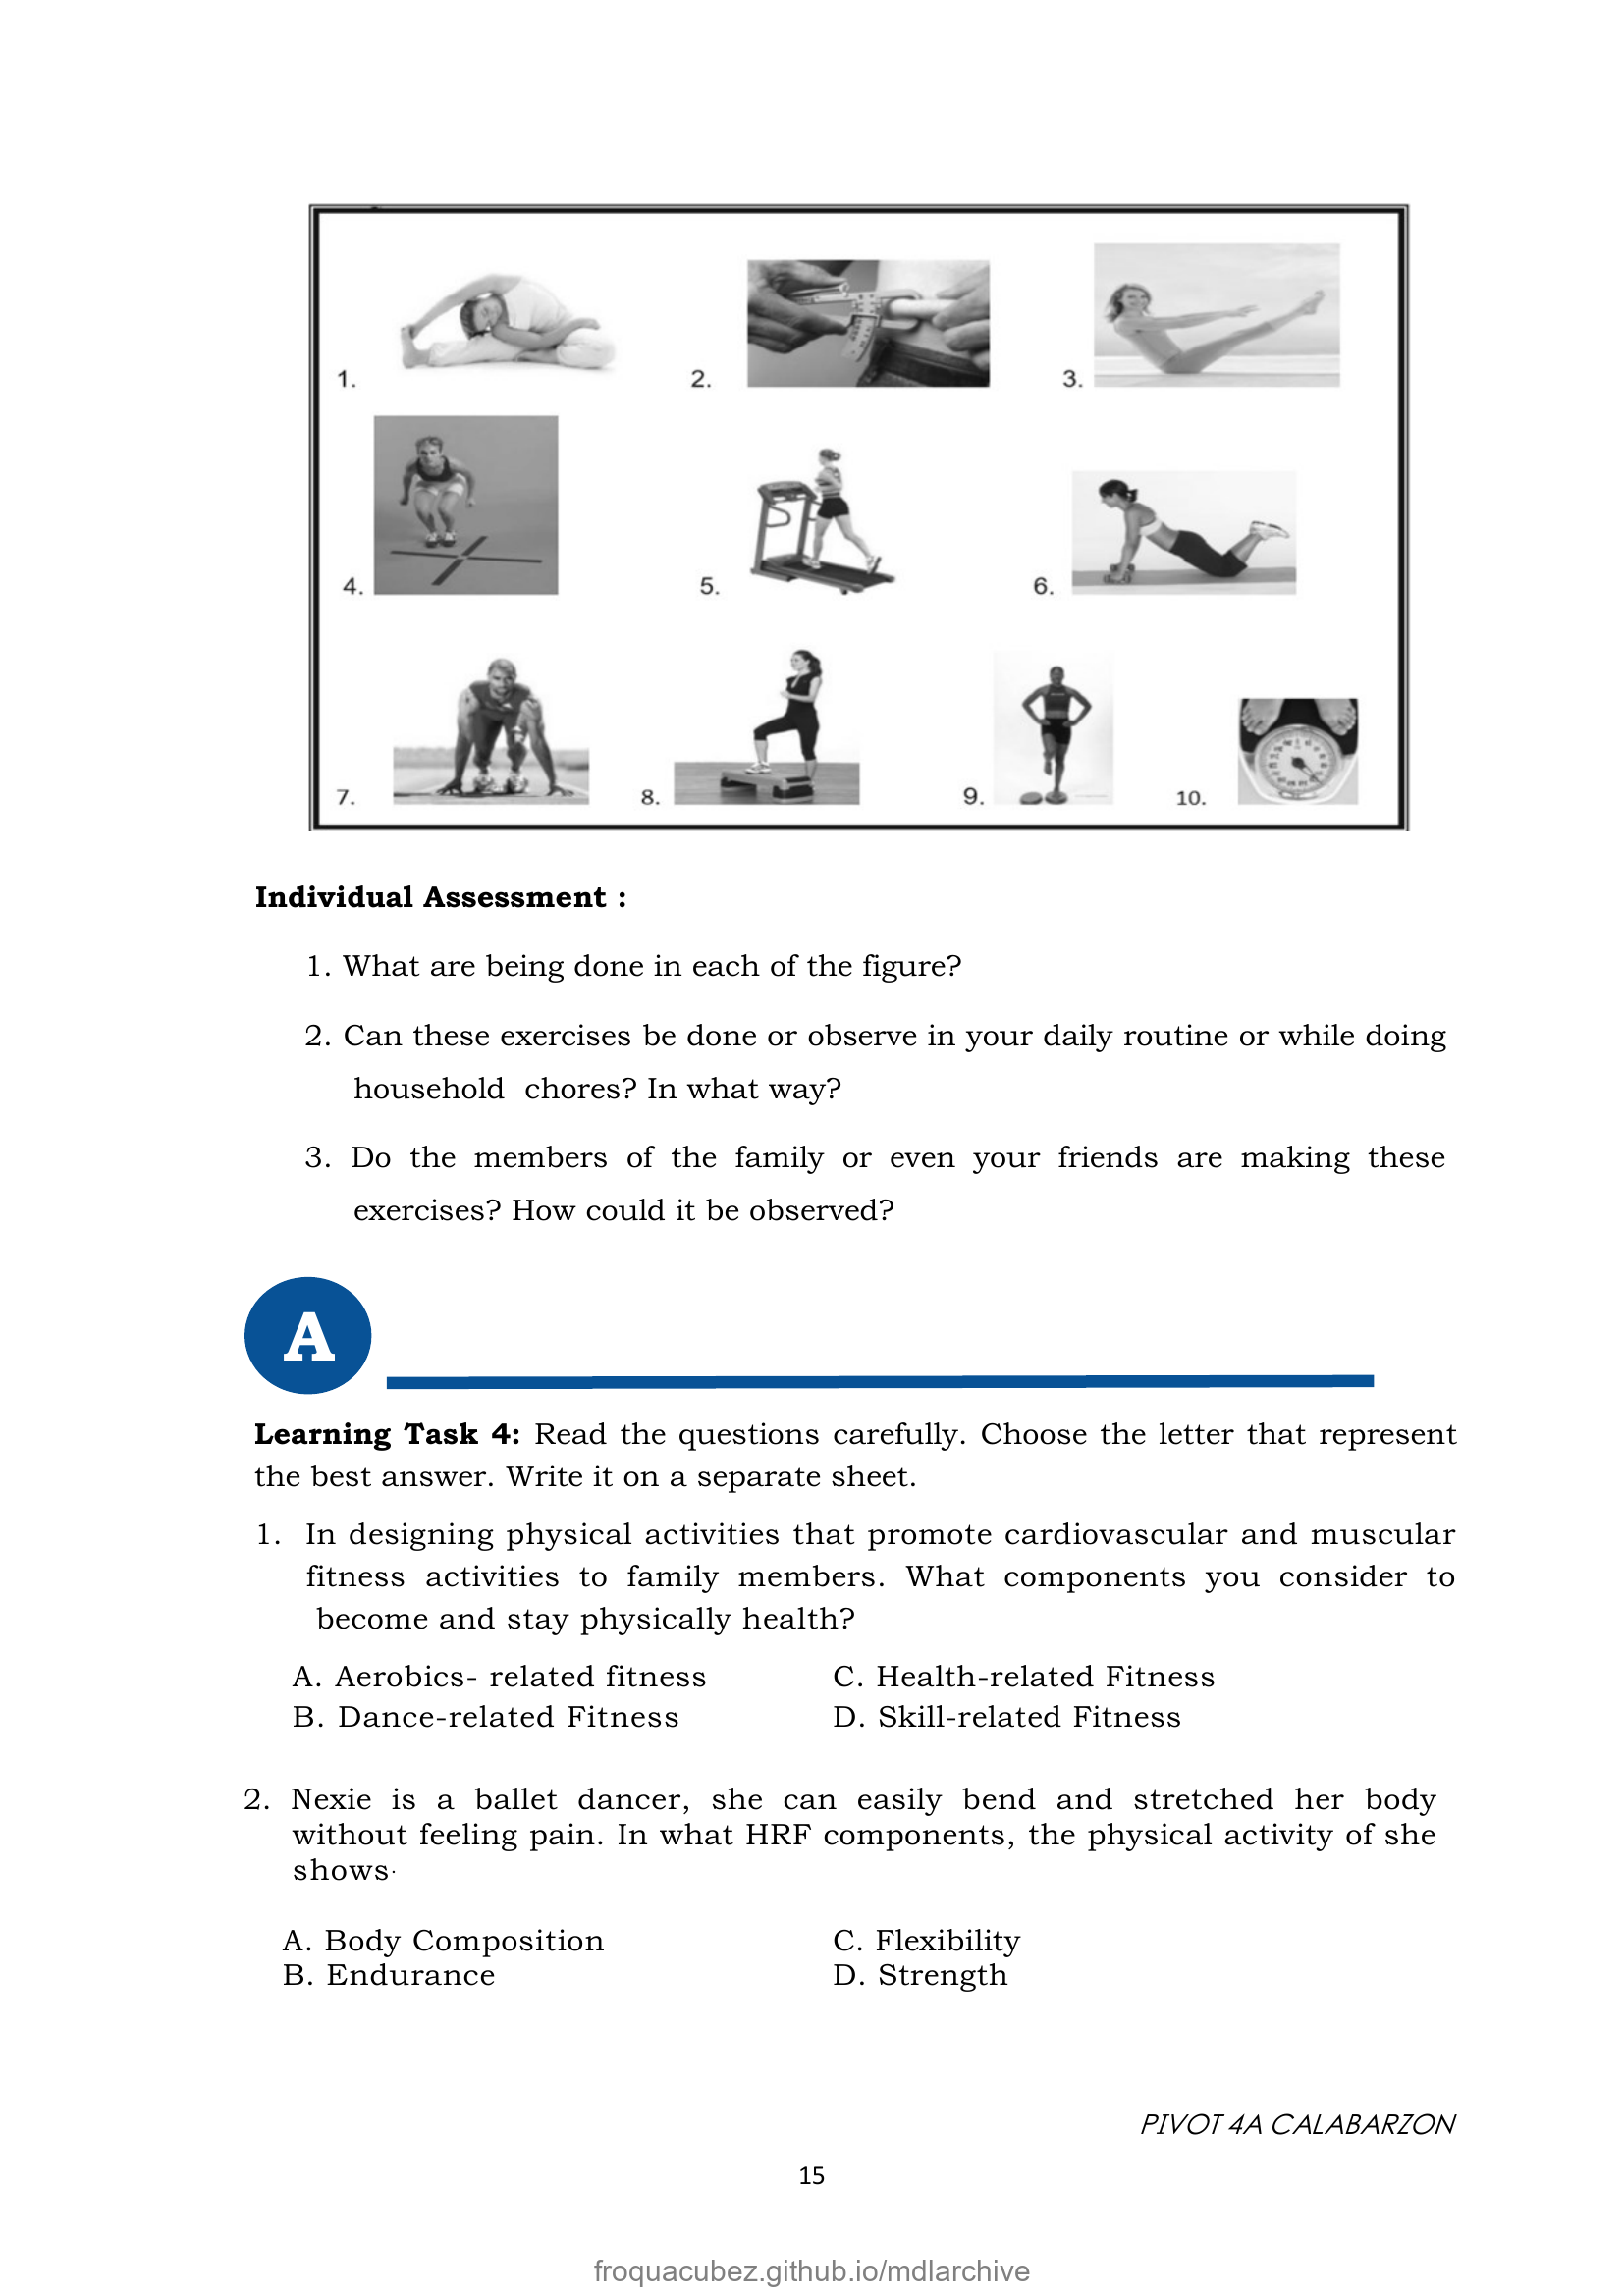 1.
2.
3.
4.
5.
6.
7.
8.
9.
10.
Individual Assessment :
1. What are being done in each of the figure?
2. Can these exercises be done or observe in your daily routine or while doing
household chores? In what way?
3. Do the members of the family or even your friends are making these
exercises? How could it be observed?
A
Learning Task 4: Read the questions carefully. Choose the letter that represent
the best answer. Write it on a separate sheet.
1. In designing physical activities that promote cardiovascular and muscular
fitness activities to family members. What components you consider to
become and stay physically health?
A. Aerobics- related fitness
B. Dance-related Fitness
C. Health-related Fitness
D. Skill-related Fitness
2. Nexie is a ballet dancer, she can easily bend and stretched her body
without feeling pain. In what HRF components, the physical activity of she
shows.
A. Body Composition
B. Endurance
C. Flexibility
D. Strength
PIVOT 4A CALABARZON
15
froquacubez.github.io/mdlarchive